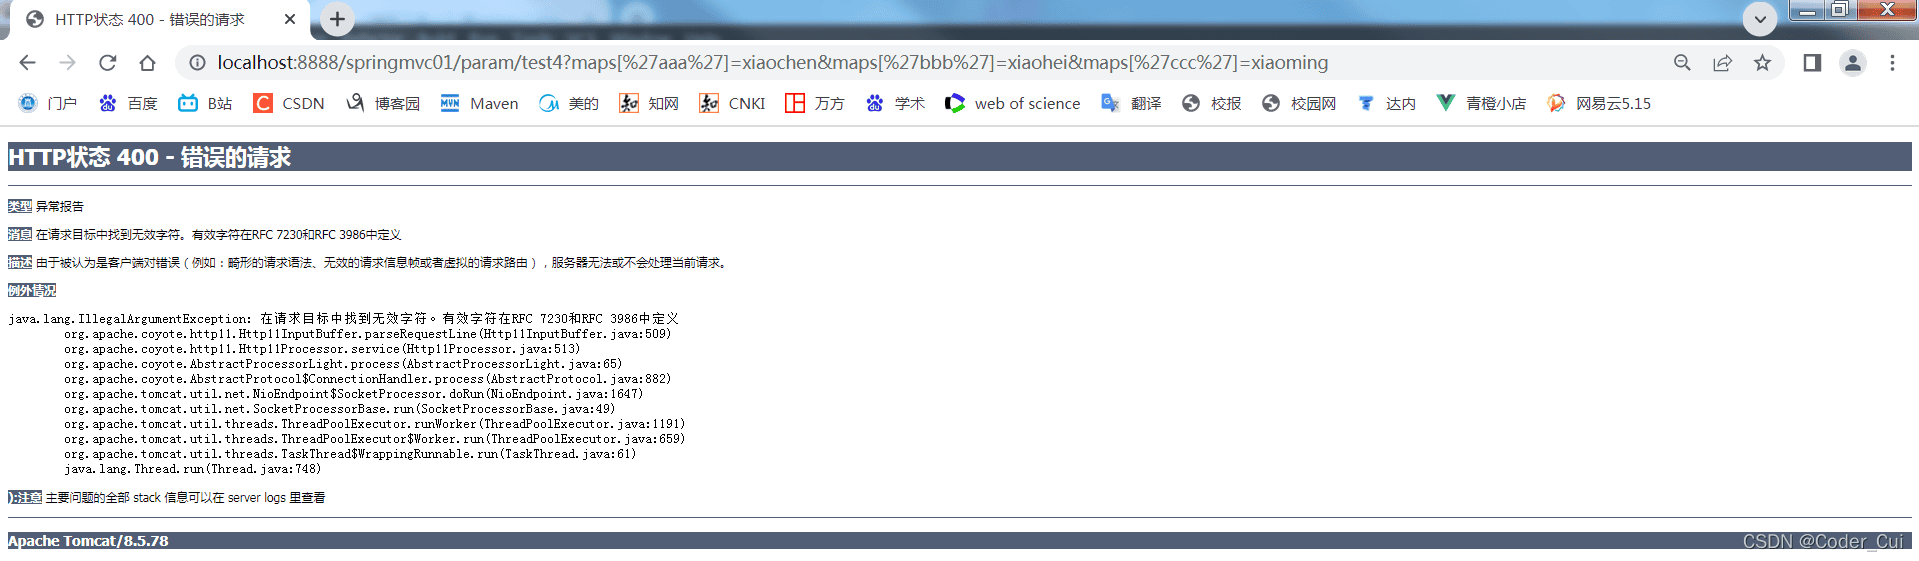 HTTP状态 400 - 错误的请求
localhost:8888/springmvc01/param/test4?maps[%27aaa%27]=xiaochen&maps[%27bbb%27]=xiaohei&maps[%27ccc%27]=xiaoming
门户 百度 B站 CSDN 博客园 Maven 美的 知网 CNKI 万方 学术 web of science 翻译 校报 校园网 达内 青橙小店 网易云5.15
HTTP状态 400 - 错误的请求
类型 异常报告
消息 在请求目标中找到无效字符。有效字符在RFC 7230和RFC 3986中定义
描述 由于被认为是客户端对错误（例如：畸形的请求语法、无效的请求信息帧或者虚拟的请求路由），服务器无法或不会处理当前请求。
例外情况
java.lang.IllegalArgumentException: 在请求目标中找到无效字符。有效字符在RFC 7230和RFC 3986中定义
org.apache.coyote.http11.Http11InputBuffer.parseRequestLine(Http11InputBuffer.java:509)
org.apache.coyote.http11.Http11Processor.service(Http11Processor.java:513)
org.apache.coyote.AbstractProcessorLight.process(AbstractProcessorLight.java:65)
org.apache.coyote.AbstractProtocol$ConnectionHandler.process(AbstractProtocol.java:882)
org.apache.tomcat.util.net.NioEndpoint$SocketProcessor.doRun(NioEndpoint.java:1647)
org.apache.tomcat.util.net.SocketProcessorBase.run(SocketProcessorBase.java:49)
org.apache.tomcat.util.threads.ThreadPoolExecutor.runWorker(ThreadPoolExecutor.java:1191)
org.apache.tomcat.util.threads.ThreadPoolExecutor$Worker.run(ThreadPoolExecutor.java:659)
org.apache.tomcat.util.threads.TaskThread$WrappingRunnable.run(TaskThread.java:61)
java.lang.Thread.run(Thread.java:748)
):注意 主要问题的全部 stack 信息可以在 server logs 里查看
Apache Tomcat/8.5.78
CSDN @Coder_Cui